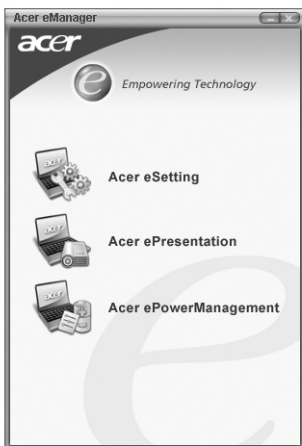 Acer eManager
acer
e Empowering Technology
Acer eSetting
Acer ePresentation
Acer ePowerManagement